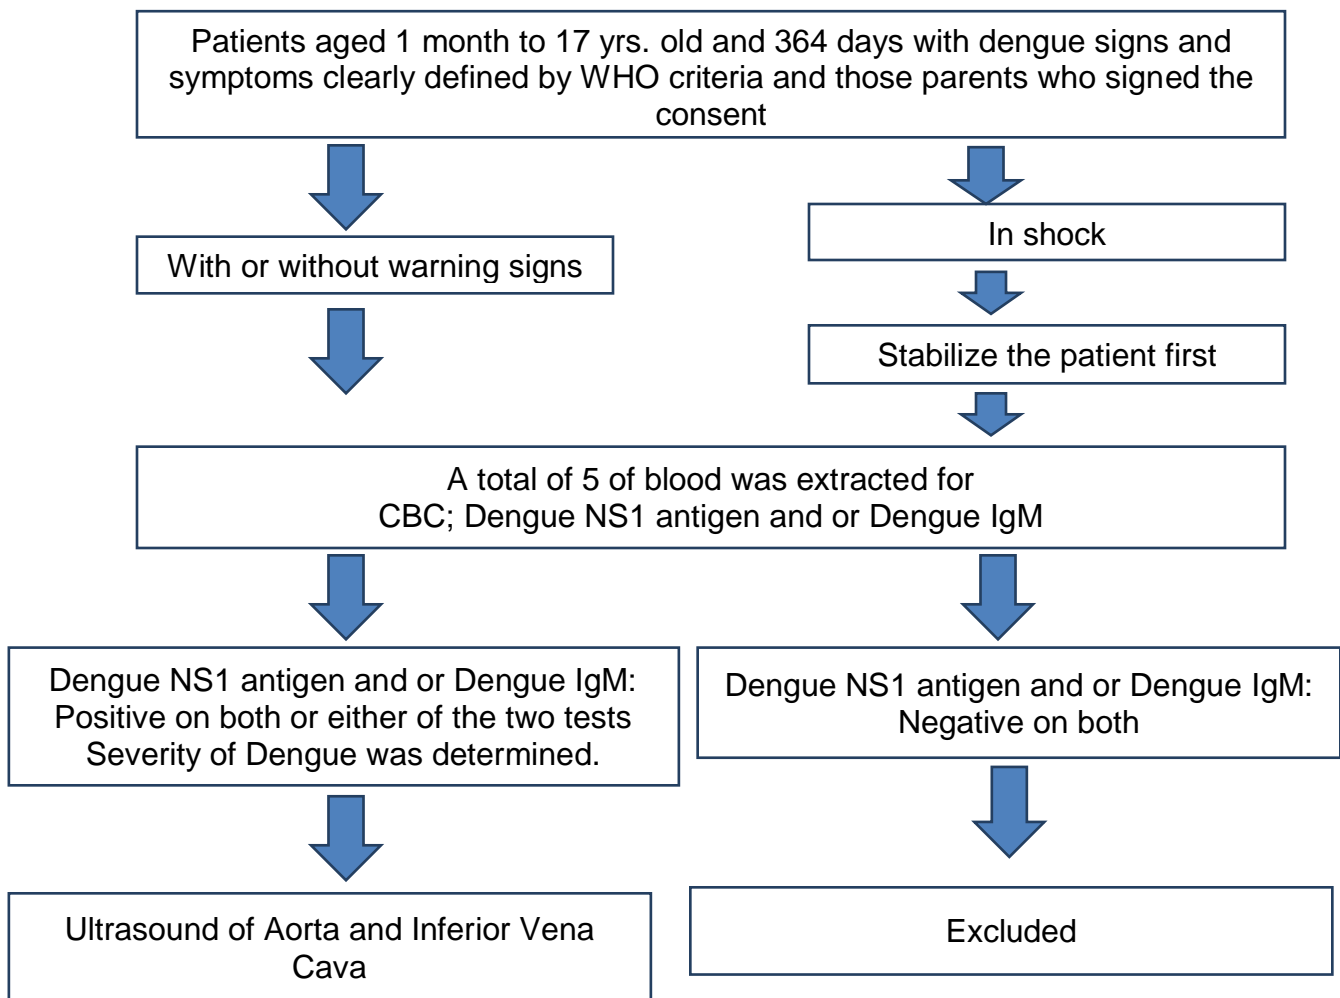 Patients aged 1 month to 17 yrs. old and 364 days with dengue signs and
symptoms clearly defined by WHO criteria and those parents who signed the
consent
With or without warning signs
In shock
Stabilize the patient first
A total of 5 of blood was extracted for
CBC; Dengue NS1 antigen and or Dengue IgM
Dengue NS1 antigen and or Dengue IgM:
Positive on both or either of the two tests
Severity of Dengue was determined.
Dengue NS1 antigen and or Dengue IgM:
Negative on both
Ultrasound of Aorta and Inferior Vena
Cava
Excluded